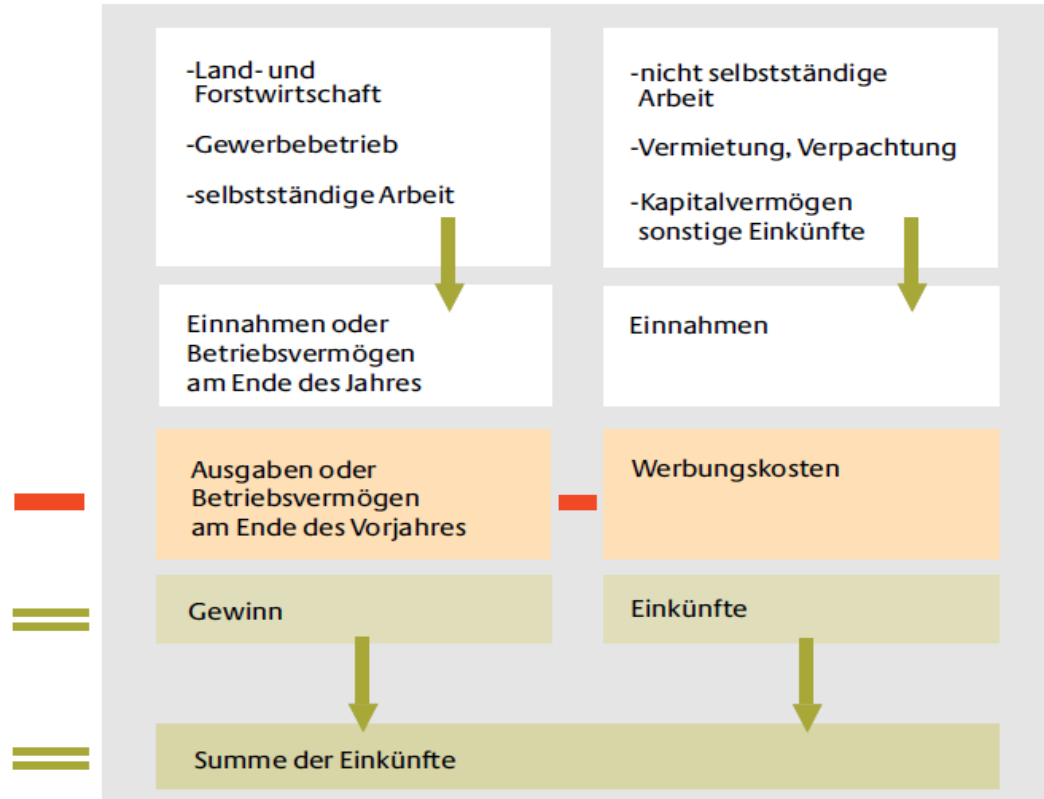 -Land- und
Forstwirtschaft
-Gewerbebetrieb
-selbstständige Arbeit
-nicht selbstständige
Arbeit
-Vermietung, Verpachtung
-Kapitalvermögen
sonstige Einkünfte
Einnahmen oder
Betriebsvermögen
am Ende des Jahres
Einnahmen
Ausgaben oder
Betriebsvermögen
am Ende des Vorjahres
Werbungskosten
Gewinn
Einkünfte
Summe der Einkünfte